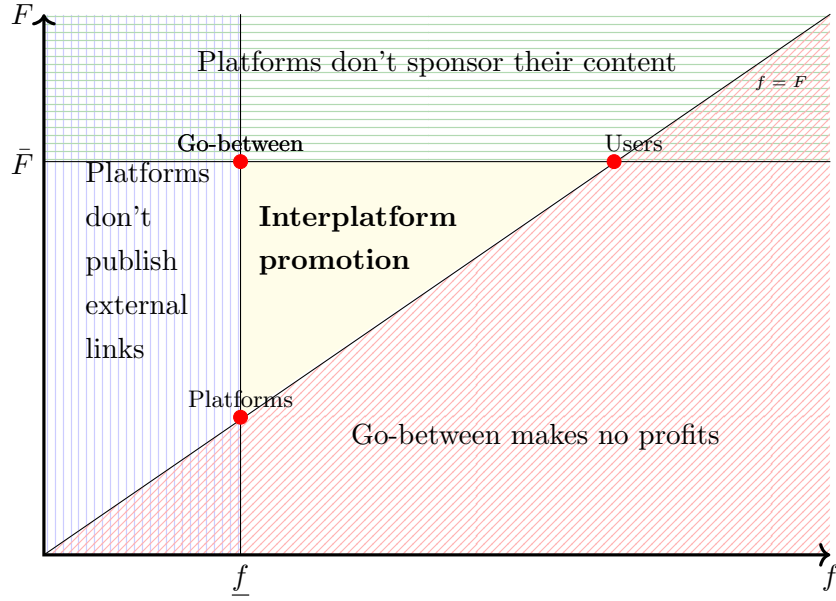 F
Platforms don't sponsor their content
f = F
Go-between
Users
F̄
Platforms
don't
publish
external
links
Interplatform
promotion
Platforms
Go-between makes no profits
f̲
f